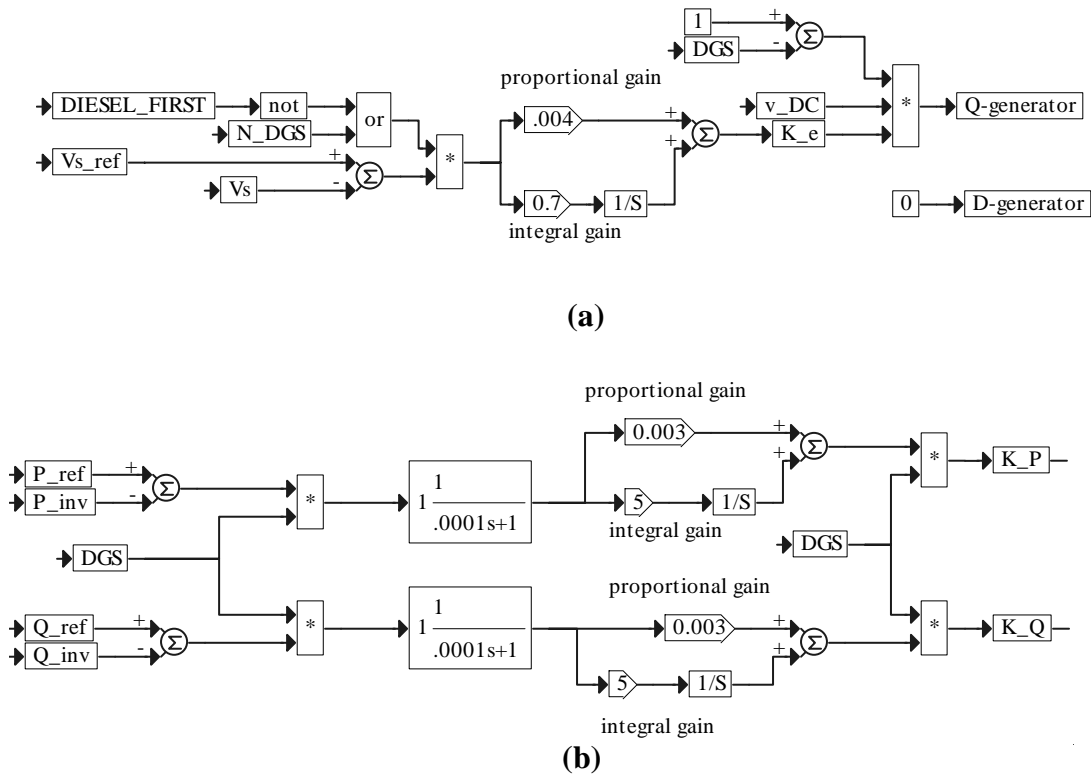 1
+
DGS
-
Σ
proportional gain
DIESEL_FIRST
not
N_DGS
or
.004
+
+
Σ
v_DC
K_e
*
Q-generator
Vs_ref
+
Vs
-
Σ
*
0.7
1/S
integral gain
0
D-generator
(a)
proportional gain
0.003
+
+
Σ
P_ref
+
P_inv
-
Σ
*
1
1
.0001s+1
5
1/S
integral gain
*
K_P
DGS
DGS
proportional gain
Q_ref
+
Q_inv
-
Σ
*
1
1
.0001s+1
0.003
+
+
Σ
*
K_Q
5
1/S
integral gain
(b)